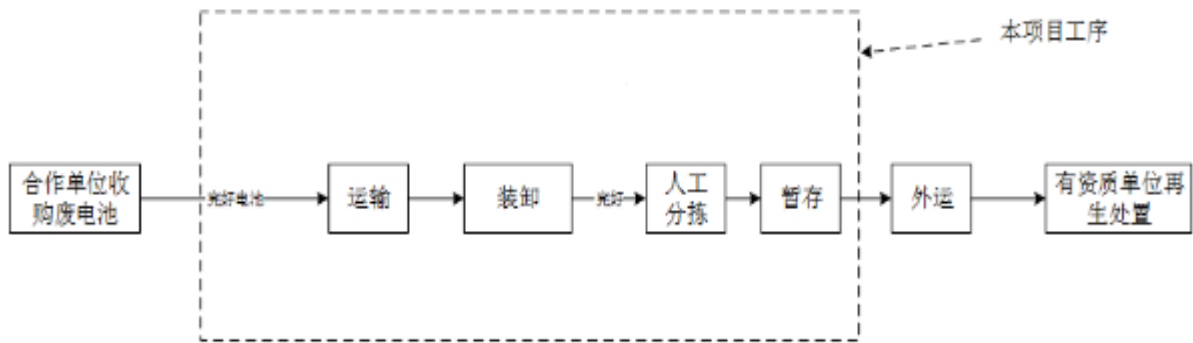 本项目工序
合作单位收
购废电池
完好电池
运输
装卸
完好
人工
分拣
暂存
外运
有资质单位再
生处置